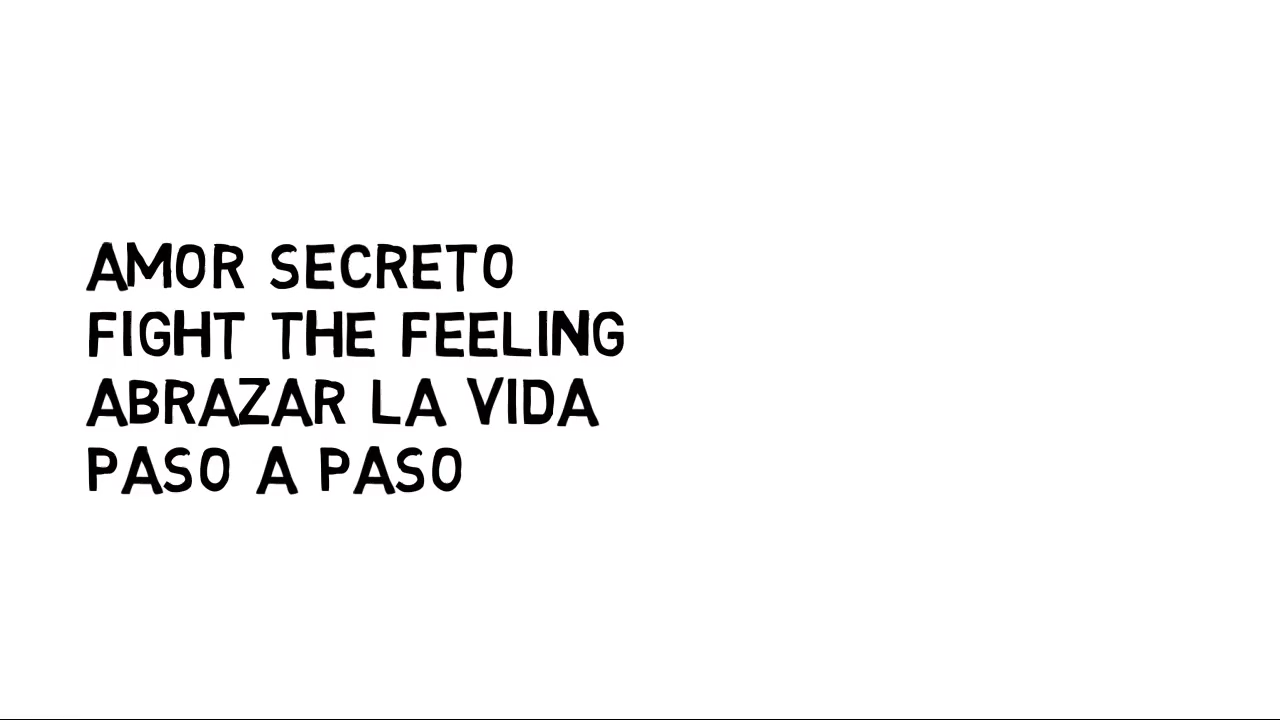 AMOR SECRETO
FIGHT THE FEELING
ABRAZAR LA VIDA
PASO A PASO